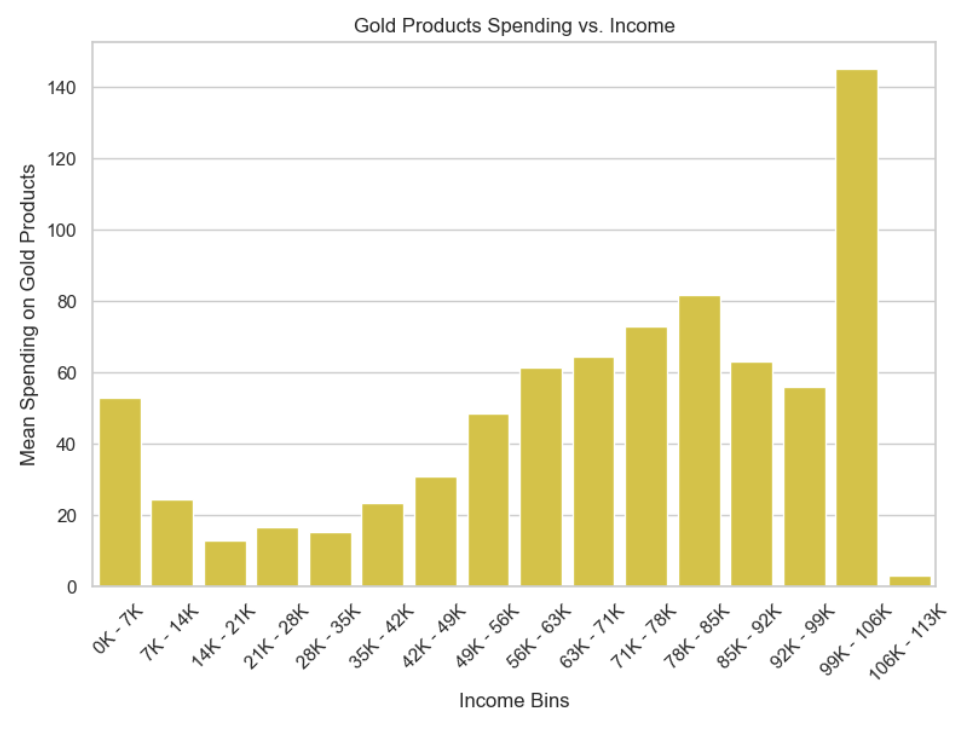 Gold Products Spending vs. Income
Mean Spending on Gold Products
140
120
100
80
60
40
20
0
0K - 7K
7K - 14K
14K - 21K
21K - 28K
28K - 35K
35K - 42K
42K - 49K
49K - 56K
56K - 63K
63K - 71K
71K - 78K
78K - 85K
85K - 92K
92K - 99K
99K - 106K
106K - 113K
Income Bins